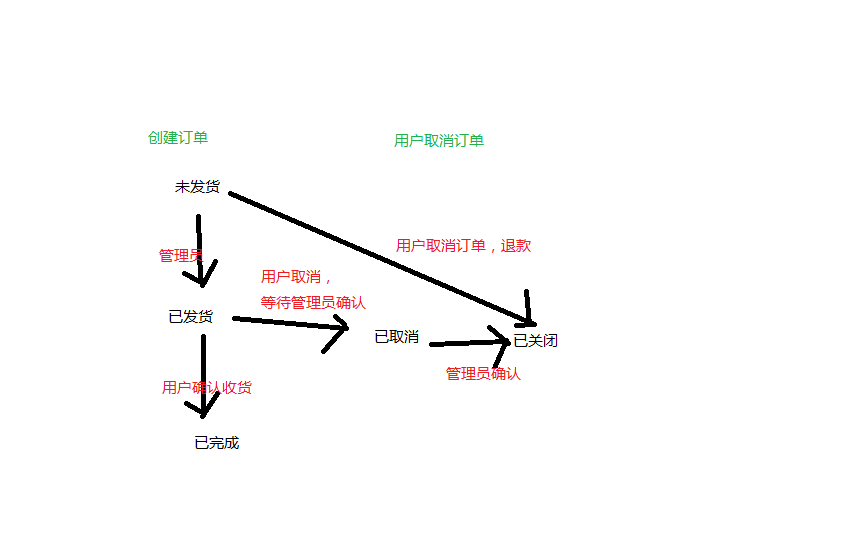 创建订单
用户取消订单
未发货
用户取消订单，退款
管理员
用户取消，
等待管理员确认
已发货
已取消
已关闭
管理员确认
用户确认收货
已完成